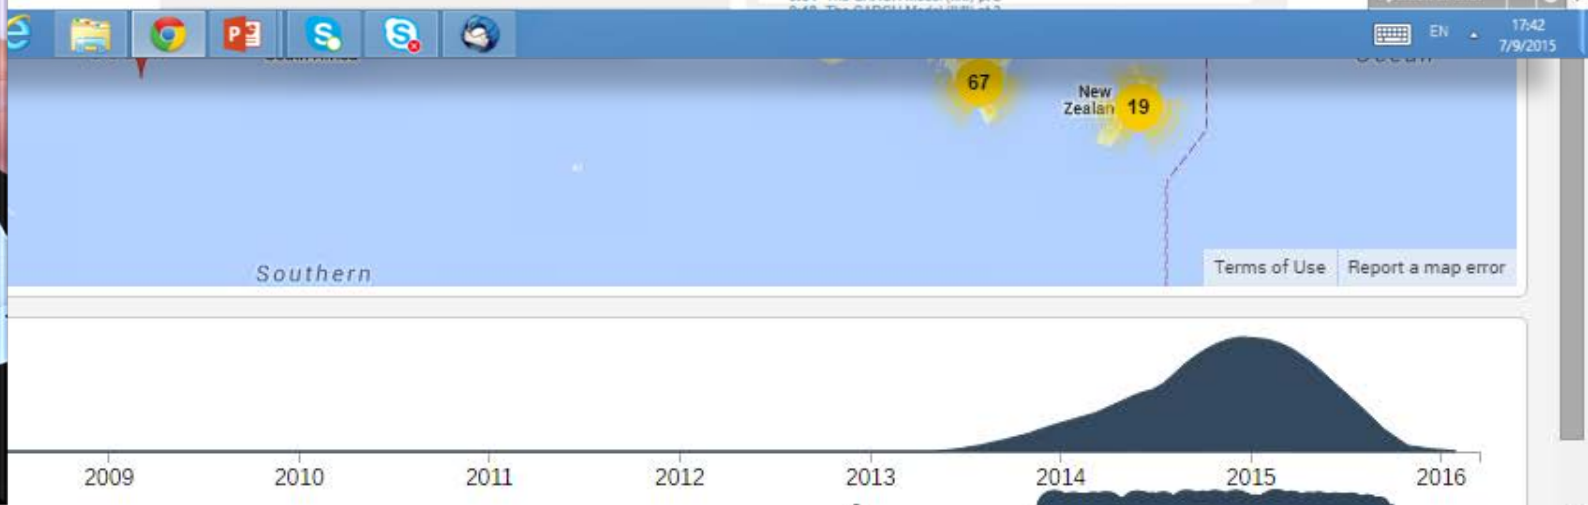 EN
17:42
7/9/2015
67
New
Zealan
19
Southern
Terms of Use
Report a map error
2009 2010 2011 2012 2013 2014 2015 2016